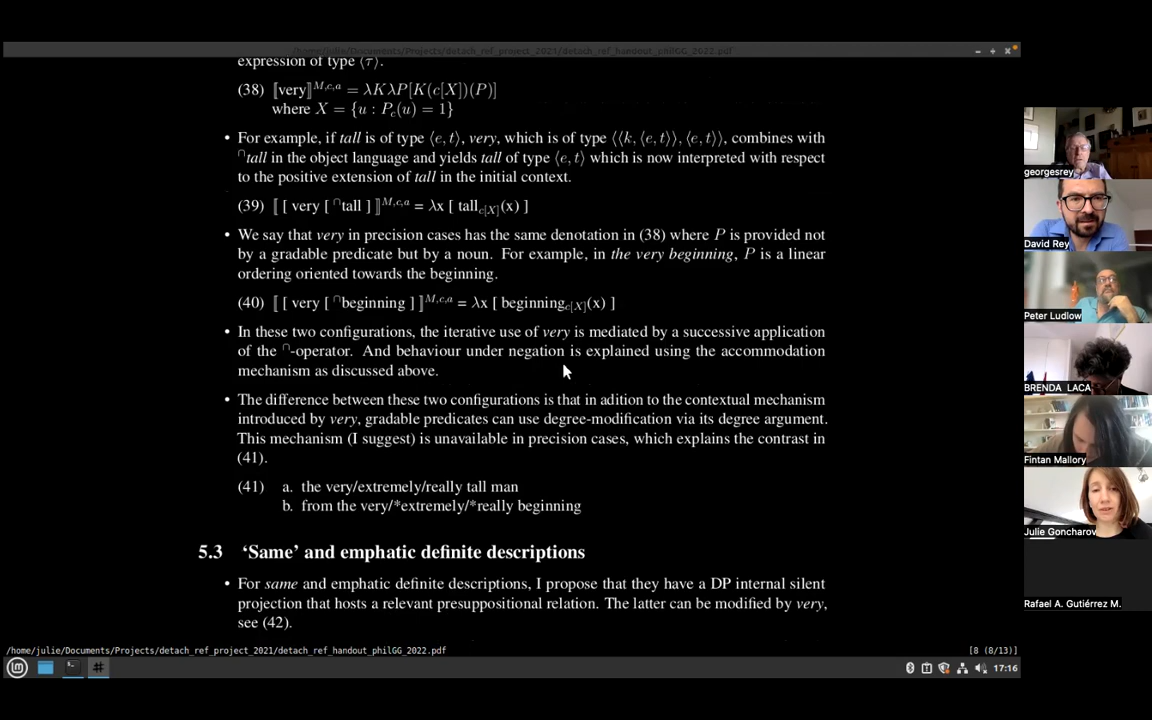 /home/julie/Documents/Projects/detach_ref_project_2021/detach_ref_handout_philGG_2022.pdf
expression of type ⟨τ⟩.
(38) ⟦very⟧^{M,c,a} = λKλP[K(c[X])(P)]
where X = {u : P_c(u) = 1}
• For example, if tall is of type ⟨e, t⟩, very, which is of type ⟨⟨k, ⟨e, t⟩⟩, ⟨e, t⟩⟩, combines with
∩tall in the object language and yields tall of type ⟨e, t⟩ which is now interpreted with respect
to the positive extension of tall in the initial context.
(39) ⟦ [ very [ ∩tall ] ]⟧^{M,c,a} = λx [ tall_{c[X]}(x) ]
• We say that very in precision cases has the same denotation in (38) where P is provided not
by a gradable predicate but by a noun. For example, in the very beginning, P is a linear
ordering oriented towards the beginning.
(40) ⟦ [ very [ ∩beginning ] ]⟧^{M,c,a} = λx [ beginning_{c[X]}(x) ]
• In these two configurations, the iterative use of very is mediated by a successive application
of the ∩-operator. And behaviour under negation is explained using the accommodation
mechanism as discussed above.
• The difference between these two configurations is that in adition to the contextual mechanism
introduced by very, gradable predicates can use degree-modification via its degree argument.
This mechanism (I suggest) is unavailable in precision cases, which explains the contrast in
(41).
(41) a. the very/extremely/really tall man
b. from the very/*extremely/*really beginning
5.3 ‘Same’ and emphatic definite descriptions
• For same and emphatic definite descriptions, I propose that they have a DP internal silent
projection that hosts a relevant presuppositional relation. The latter can be modified by very,
see (42).
/home/julie/Documents/Projects/detach_ref_project_2021/detach_ref_handout_philGG_2022.pdf
[8 (8/13)]
17:16
georgesrey
David Rey
Peter Ludlow
BRENDA LACA
Fintan Mallory
Julie Goncharov
Rafael A. Gutiérrez M.